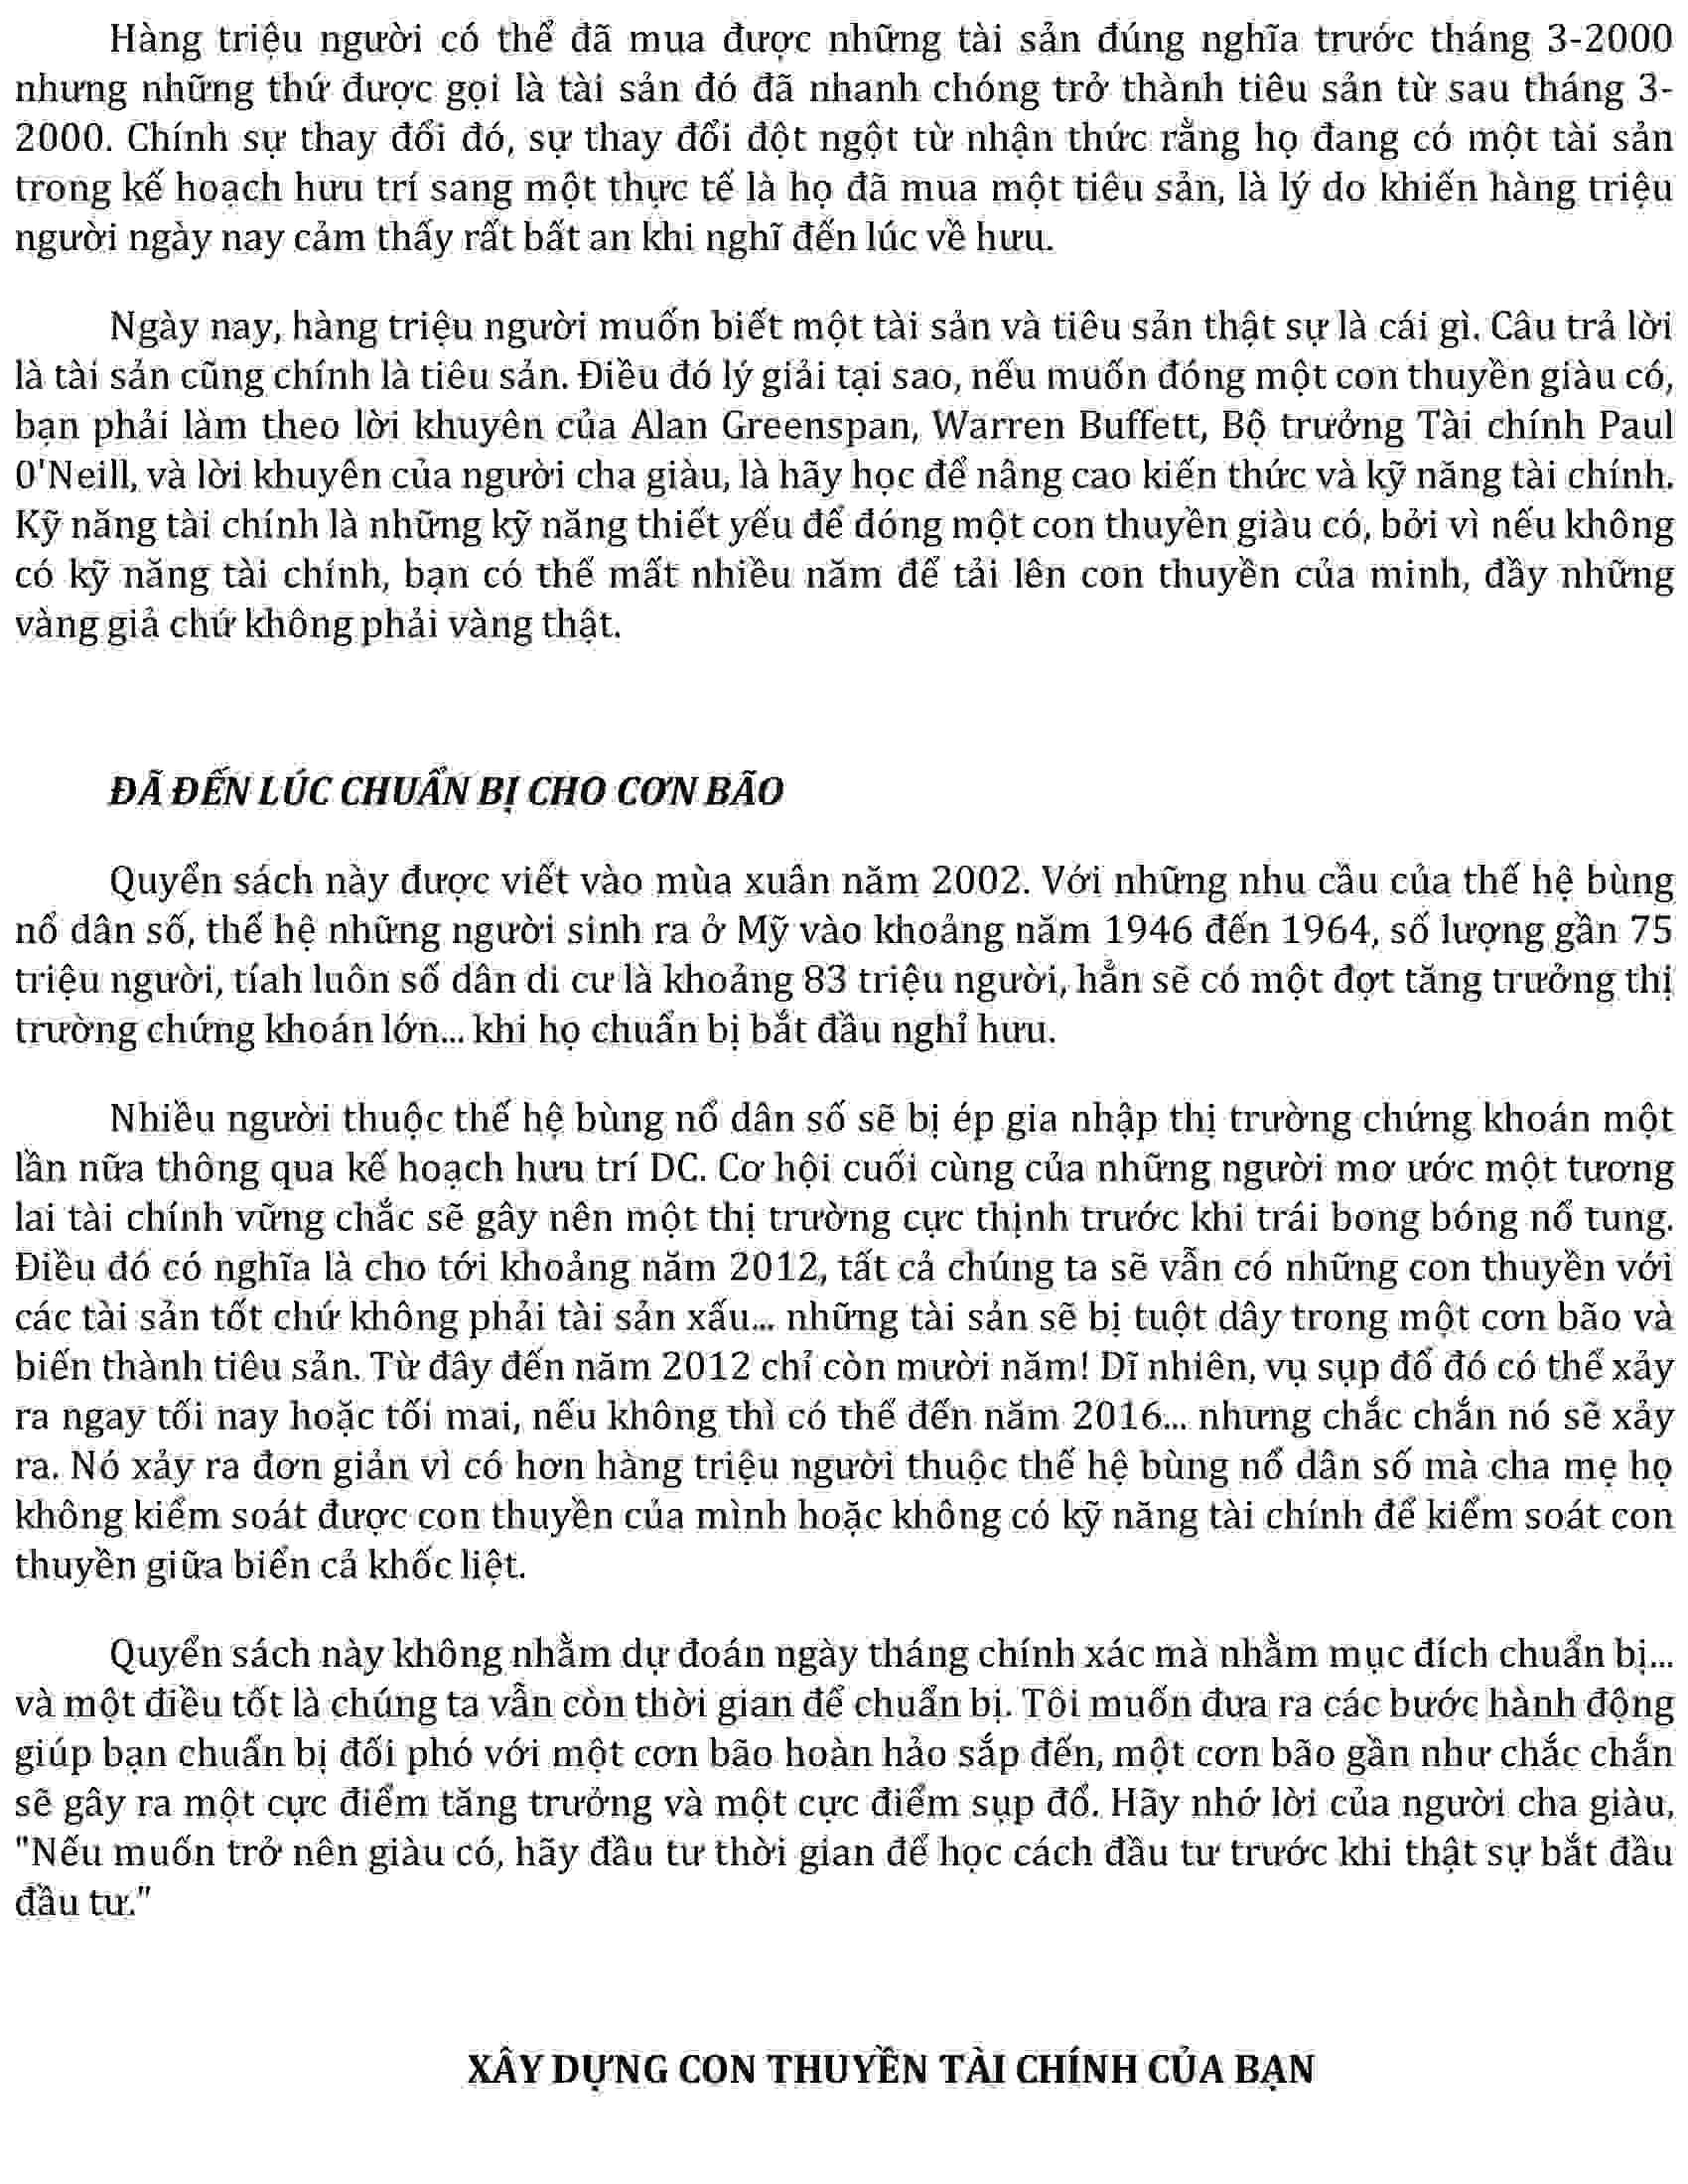 Hàng triệu người có thể đã mua được những tài sản đúng nghĩa trước tháng 3-2000
nhưng những thứ được gọi là tài sản đó đã nhanh chóng trở thành tiêu sản từ sau tháng 3-
2000. Chính sự thay đổi đó, sự thay đổi đột ngột từ nhận thức rằng họ đang có một tài sản
trong kế hoạch hưu trí sang một thực tế là họ đã mua một tiêu sản, là lý do khiến hàng triệu
người ngày nay cảm thấy rất bất an khi nghĩ đến lúc về hưu.
Ngày nay, hàng triệu người muốn biết một tài sản và tiêu sản thật sự là cái gì. Câu trả lời
là tài sản cũng chính là tiêu sản. Điều đó lý giải tại sao, nếu muốn đóng một con thuyền giàu có,
bạn phải làm theo lời khuyên của Alan Greenspan, Warren Buffett, Bộ trưởng Tài chính Paul
0'Neill, và lời khuyên của người cha giàu, là hãy học để nâng cao kiến thức và kỹ năng tài chính.
Kỹ năng tài chính là những kỹ năng thiết yếu để đóng một con thuyền giàu có, bởi vì nếu không
có kỹ năng tài chính, bạn có thể mất nhiều năm để tải lên con thuyền của minh, đầy những
vàng giả chứ không phải vàng thật.
ĐÃ ĐẾN LÚC CHUẨN BỊ CHO CƠN BÃO
Quyển sách này được viết vào mùa xuân năm 2002. Với những nhu cầu của thế hệ bùng
nổ dân số, thế hệ những người sinh ra ở Mỹ vào khoảng năm 1946 đến 1964, số lượng gần 75
triệu người, tíah luôn số dân di cư là khoảng 83 triệu người, hẳn sẽ có một đợt tăng trưởng thị
trường chứng khoán lớn... khi họ chuẩn bị bắt đầu nghỉ hưu.
Nhiều người thuộc thế hệ bùng nổ dân số sẽ bị ép gia nhập thị trường chứng khoán một
lần nữa thông qua kế hoạch hưu trí DC. Cơ hội cuối cùng của những người mơ ước một tương
lai tài chính vững chắc sẽ gây nên một thị trường cực thịnh trước khi trái bong bóng nổ tung.
Điều đó có nghĩa là cho tới khoảng năm 2012, tất cả chúng ta sẽ vẫn có những con thuyền với
các tài sản tốt chứ không phải tài sản xấu... những tài sản sẽ bị tuột dây trong một cơn bão và
biến thành tiêu sản. Từ đây đến năm 2012 chỉ còn mười năm! Dĩ nhiên, vụ sụp đổ đó có thể xảy
ra ngay tối nay hoặc tối mai, nếu không thì có thể đến năm 2016... nhưng chắc chắn nó sẽ xảy
ra. Nó xảy ra đơn giản vì có hơn hàng triệu người thuộc thế hệ bùng nổ dân số mà cha mẹ họ
không kiểm soát được con thuyền của mình hoặc không có kỹ năng tài chính để kiểm soát con
thuyền giữa biển cả khốc liệt.
Quyển sách này không nhằm dự đoán ngày tháng chính xác mà nhằm mục đích chuẩn bị...
và một điều tốt là chúng ta vẫn còn thời gian để chuẩn bị. Tôi muốn đưa ra các bước hành động
giúp bạn chuẩn bị đối phó với một cơn bão hoàn hảo sắp đến, một cơn bão gần như chắc chắn
sẽ gây ra một cực điểm tăng trưởng và một cực điểm sụp đổ. Hãy nhớ lời của người cha giàu,
"Nếu muốn trở nên giàu có, hãy đầu tư thời gian để học cách đầu tư trước khi thật sự bắt đầu
đầu tư."
XÂY DỰNG CON THUYỀN TÀI CHÍNH CỦA BẠN